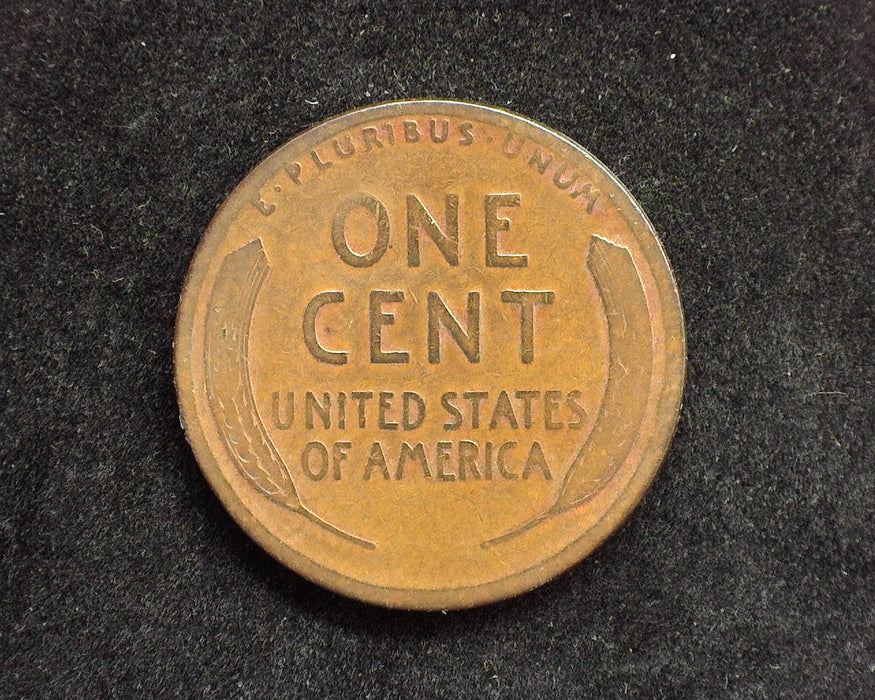 E·PLURIBUS·UNUM
ONE
CENT
UNITED STATES
OF AMERICA